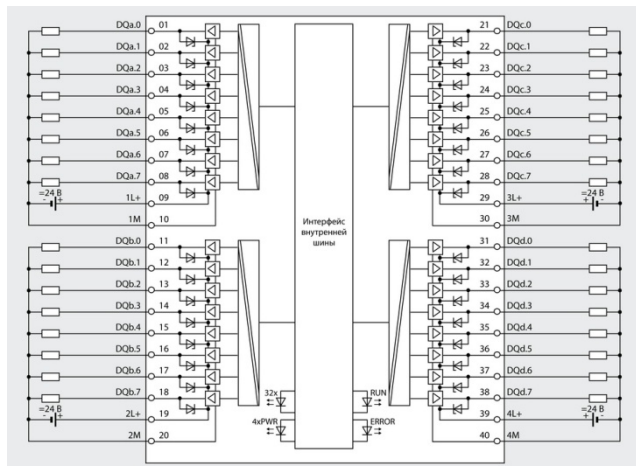 DQa.0 01
DQa.1 02
DQa.2 03
DQa.3 04
DQa.4 05
DQa.5 06
DQa.6 07
DQa.7 08
=24 В
- +
1L+ 09
1M 10
DQb.0 11
DQb.1 12
DQb.2 13
DQb.3 14
DQb.4 15
DQb.5 16
DQb.6 17
DQb.7 18
=24 В
- +
2L+ 19
2M 20
Интерфейс
внутренней
шины
32x
RUN
4xPWR
ERROR
21 DQc.0
22 DQc.1
23 DQc.2
24 DQc.3
25 DQc.4
26 DQc.5
27 DQc.6
28 DQc.7
=24 В
29 3L+
- +
30 3M
31 DQd.0
32 DQd.1
33 DQd.2
34 DQd.3
35 DQd.4
36 DQd.5
37 DQd.6
38 DQd.7
=24 В
39 4L+
- +
40 4M